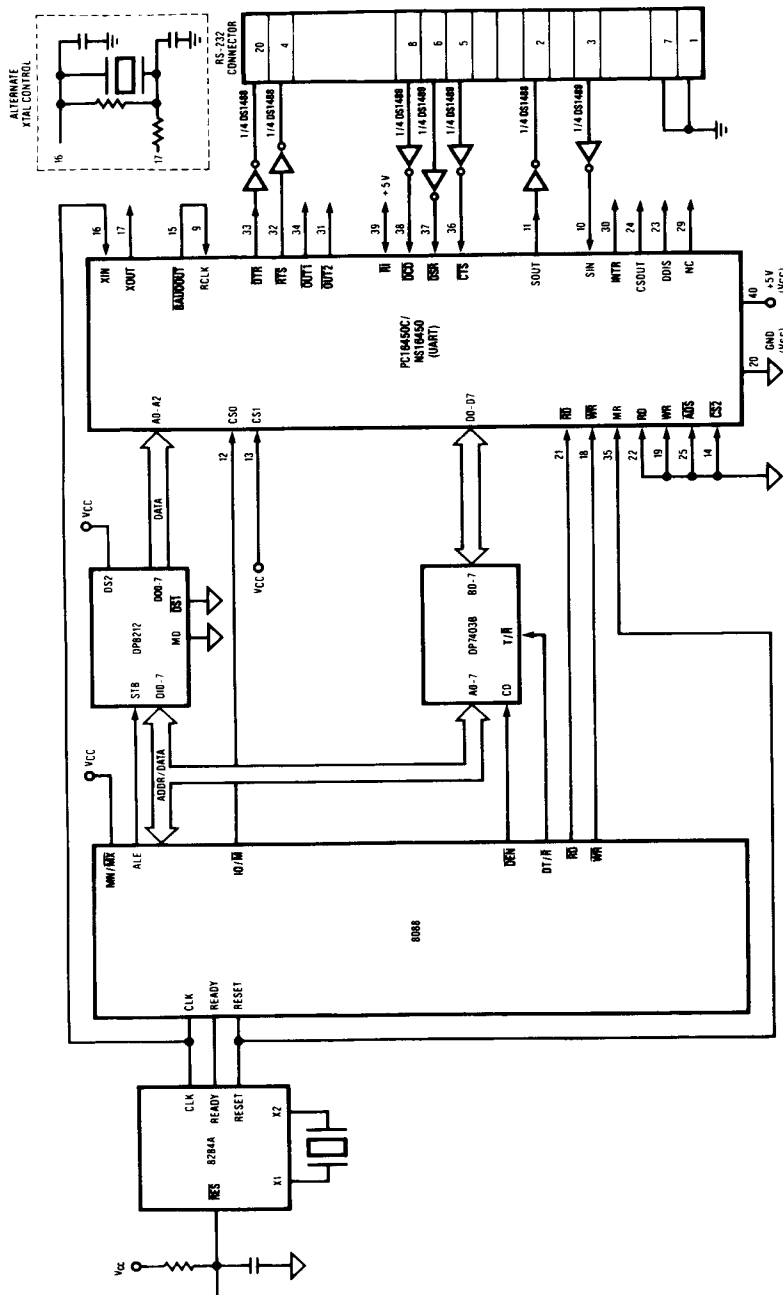 ALTERNATE
XTAL CONTROL
16
17
RS-232
CONNECTOR
20
4
8
6
5
2
3
7
1
1/4 DS1488
1/4 DS1488
1/4 DS1489
1/4 DS1489
1/4 DS1489
1/4 DS1488
1/4 DS1489
16
17
15
9
33
32
34
31
39
+5V
38
37
36
11
10
30
24
23
29
XIN
XOUT
BAUDOUT
RCLK
DTR
RTS
OUT1
OUT2
RI
DCD
DSR
CTS
SOUT
SIN
INTR
CSOUT
DDIS
NC
PC16450C/
NS16450
(UART)
A0-A2
CS0
CS1
D0-D7
RD
WR
MR
RD
WR
ADS
CS2
12
13
21
18
35
22
19
25
14
20
GND
40
+5V
(VCC)
VCC
DS2
DP8212
STB
DI0-7
DO0-7
MD
DS1
DATA
VCC
DP7403B
A0-7
B0-7
CD
T/R
VCC
ADDR/DATA
MN/MX
ALE
IO/M
DEN
DT/R
RD
WR
8088
CLK
READY
RESET
CLK
READY
RESET
8284A
RES
X1
X2
Vcc